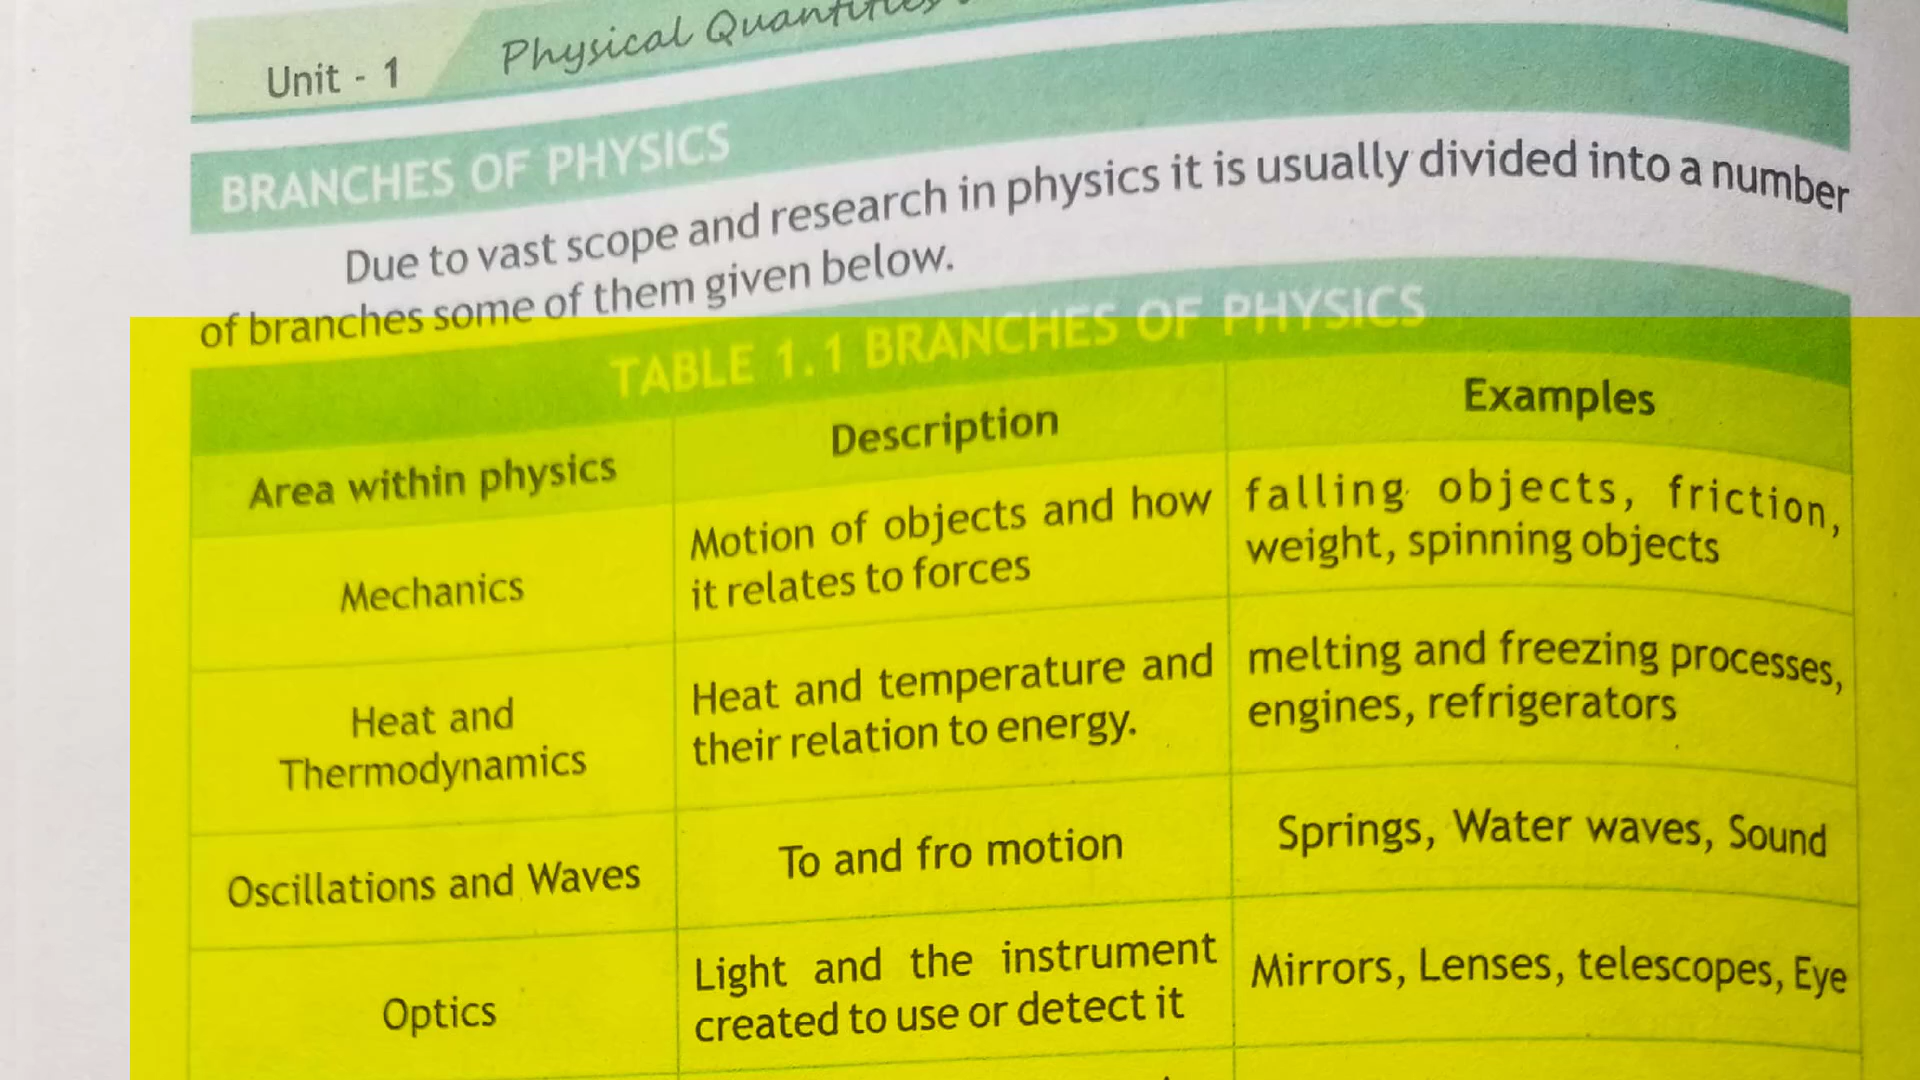 Unit - 1
Physical Quantities
BRANCHES OF PHYSICS
Due to vast scope and research in physics it is usually divided into a number
of branches some of them given below.
TABLE 1.1 BRANCHES OF PHYSICS
Area within physics
Description
Examples
Mechanics
Motion of objects and how
it relates to forces
falling objects, friction,
weight, spinning objects
Heat and
Thermodynamics
Heat and temperature and
their relation to energy.
melting and freezing processes,
engines, refrigerators
Oscillations and Waves
To and fro motion
Springs, Water waves, Sound
Optics
Light and the instrument
created to use or detect it
Mirrors, Lenses, telescopes, Eye